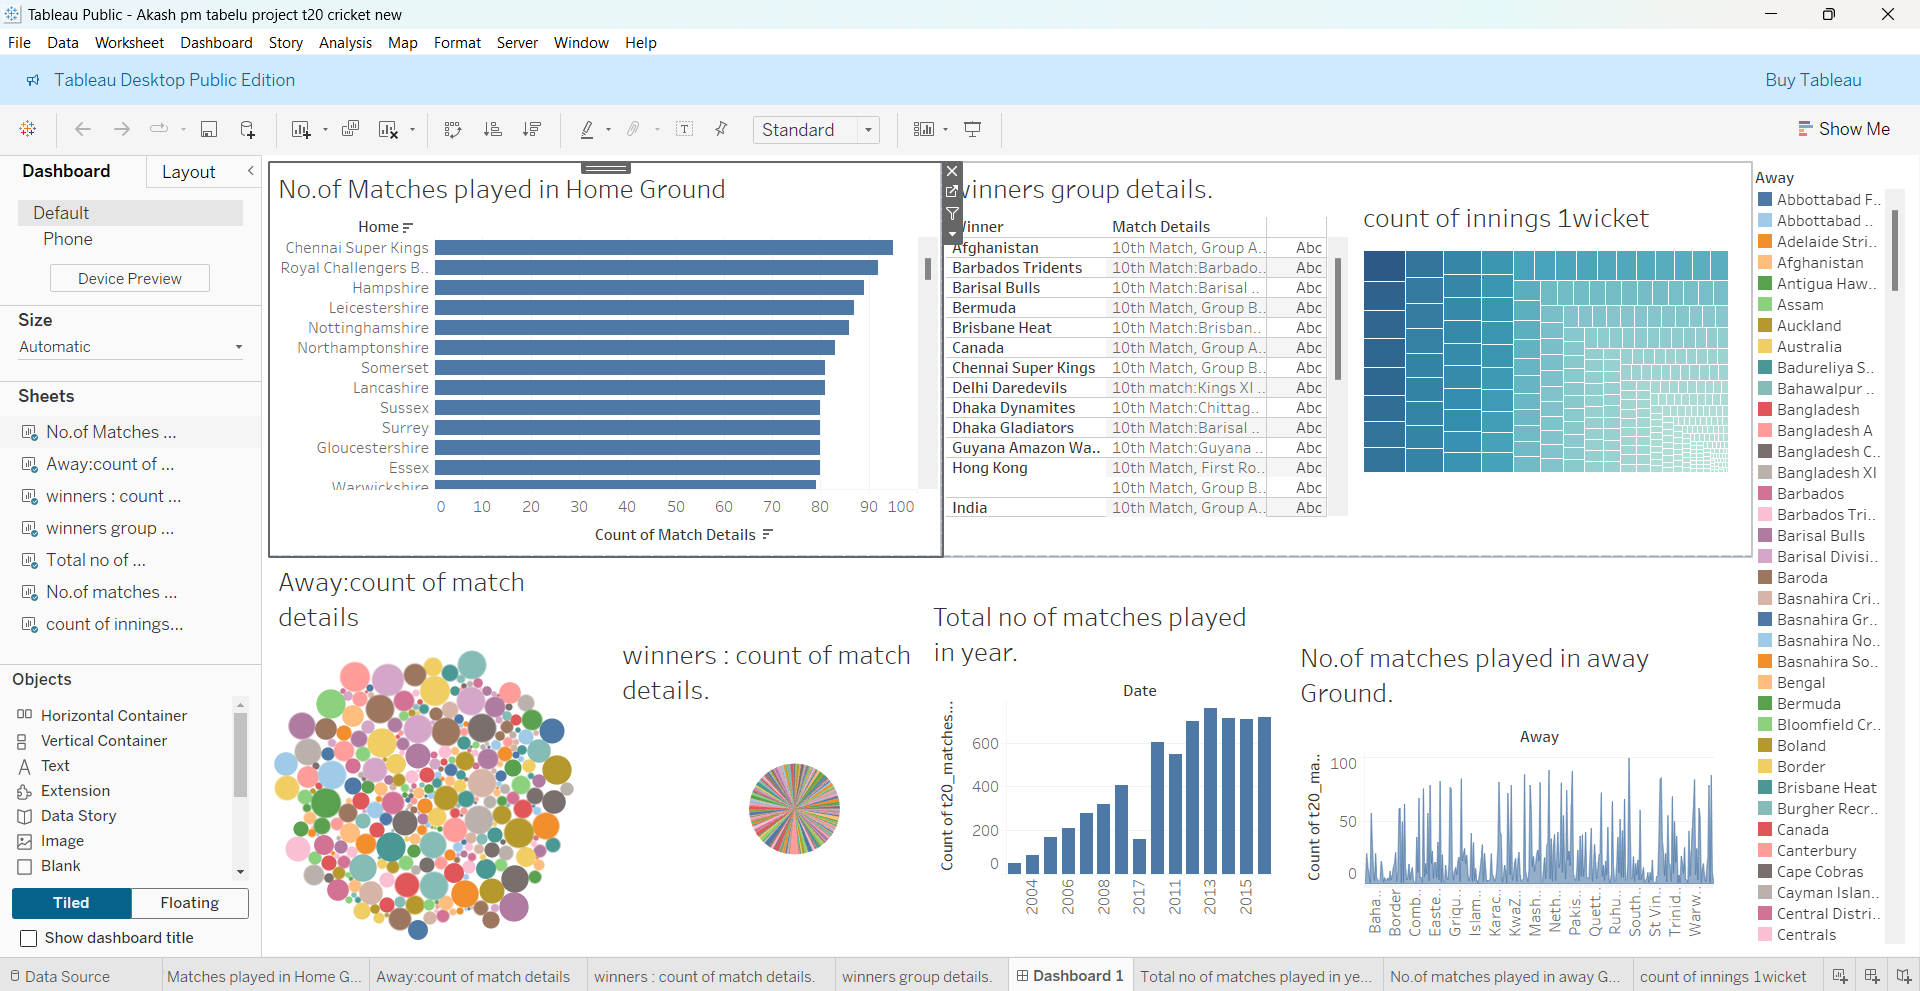 Tableau Public - Akash pm tabelu project t20 cricket new
File Data Worksheet Dashboard Story Analysis Map Format Server Window Help
Tableau Desktop Public Edition
Buy Tableau
Standard
Show Me
Dashboard
Layout
Default
Phone
Device Preview
Size
Automatic
Sheets
No.of Matches ...
Away:count of ...
winners : count ...
winners group ...
Total no of ...
No.of matches ...
count of innings...
Objects
Horizontal Container
Vertical Container
Text
Extension
Data Story
Image
Blank
Tiled
Floating
Show dashboard title
No.of Matches played in Home Ground
Home
Chennai Super Kings
Royal Challengers B..
Hampshire
Leicestershire
Nottinghamshire
Northamptonshire
Somerset
Lancashire
Sussex
Surrey
Gloucestershire
Essex
Warwickshire
0 10 20 30 40 50 60 70 80 90 100
Count of Match Details
winners group details.
Winner Match Details
Afghanistan 10th Match, Group A.. Abc
Barbados Tridents 10th Match:Barbado.. Abc
Barisal Bulls 10th Match:Barisal .. Abc
Bermuda 10th Match, Group B.. Abc
Brisbane Heat 10th Match:Brisban.. Abc
Canada 10th Match, Group A.. Abc
Chennai Super Kings 10th Match, Group B.. Abc
Delhi Daredevils 10th match:Kings XI .. Abc
Dhaka Dynamites 10th Match:Chittag.. Abc
Dhaka Gladiators 10th Match:Barisal .. Abc
Guyana Amazon Wa.. 10th Match:Guyana .. Abc
Hong Kong 10th Match, First Ro.. Abc
10th Match, Group B.. Abc
India 10th Match, Group A.. Abc
count of innings 1wicket
Away:count of match
details
winners : count of match
details.
Total no of matches played
in year.
Date
Count of t20_matches...
600
400
200
0
2004 2006 2008 2017 2011 2013 2015
No.of matches played in away
Ground.
Away
Count of t20_ma..
100
50
0
Baha.. Border Comb.. Easte.. Griqu.. Islam.. Karac.. KwaZ.. Mash.. Neth.. Pakis.. Quett.. Ruhu.. South.. St Vin.. Trinid.. Warw..
Away
Abbottabad F..
Abbottabad ..
Adelaide Stri..
Afghanistan
Antigua Haw..
Assam
Auckland
Australia
Badureliya S..
Bahawalpur ..
Bangladesh
Bangladesh A
Bangladesh C..
Bangladesh XI
Barbados
Barbados Tri..
Barisal Bulls
Barisal Divisi..
Baroda
Basnahira Cri..
Basnahira Gr..
Basnahira No..
Basnahira So..
Bengal
Bermuda
Bloomfield Cr..
Boland
Border
Brisbane Heat
Burgher Recr..
Canada
Canterbury
Cape Cobras
Cayman Islan..
Central Distri..
Centrals
Data Source
Matches played in Home G...
Away:count of match details
winners : count of match details.
winners group details.
Dashboard 1
Total no of matches played in ye...
No.of matches played in away G...
count of innings 1wicket